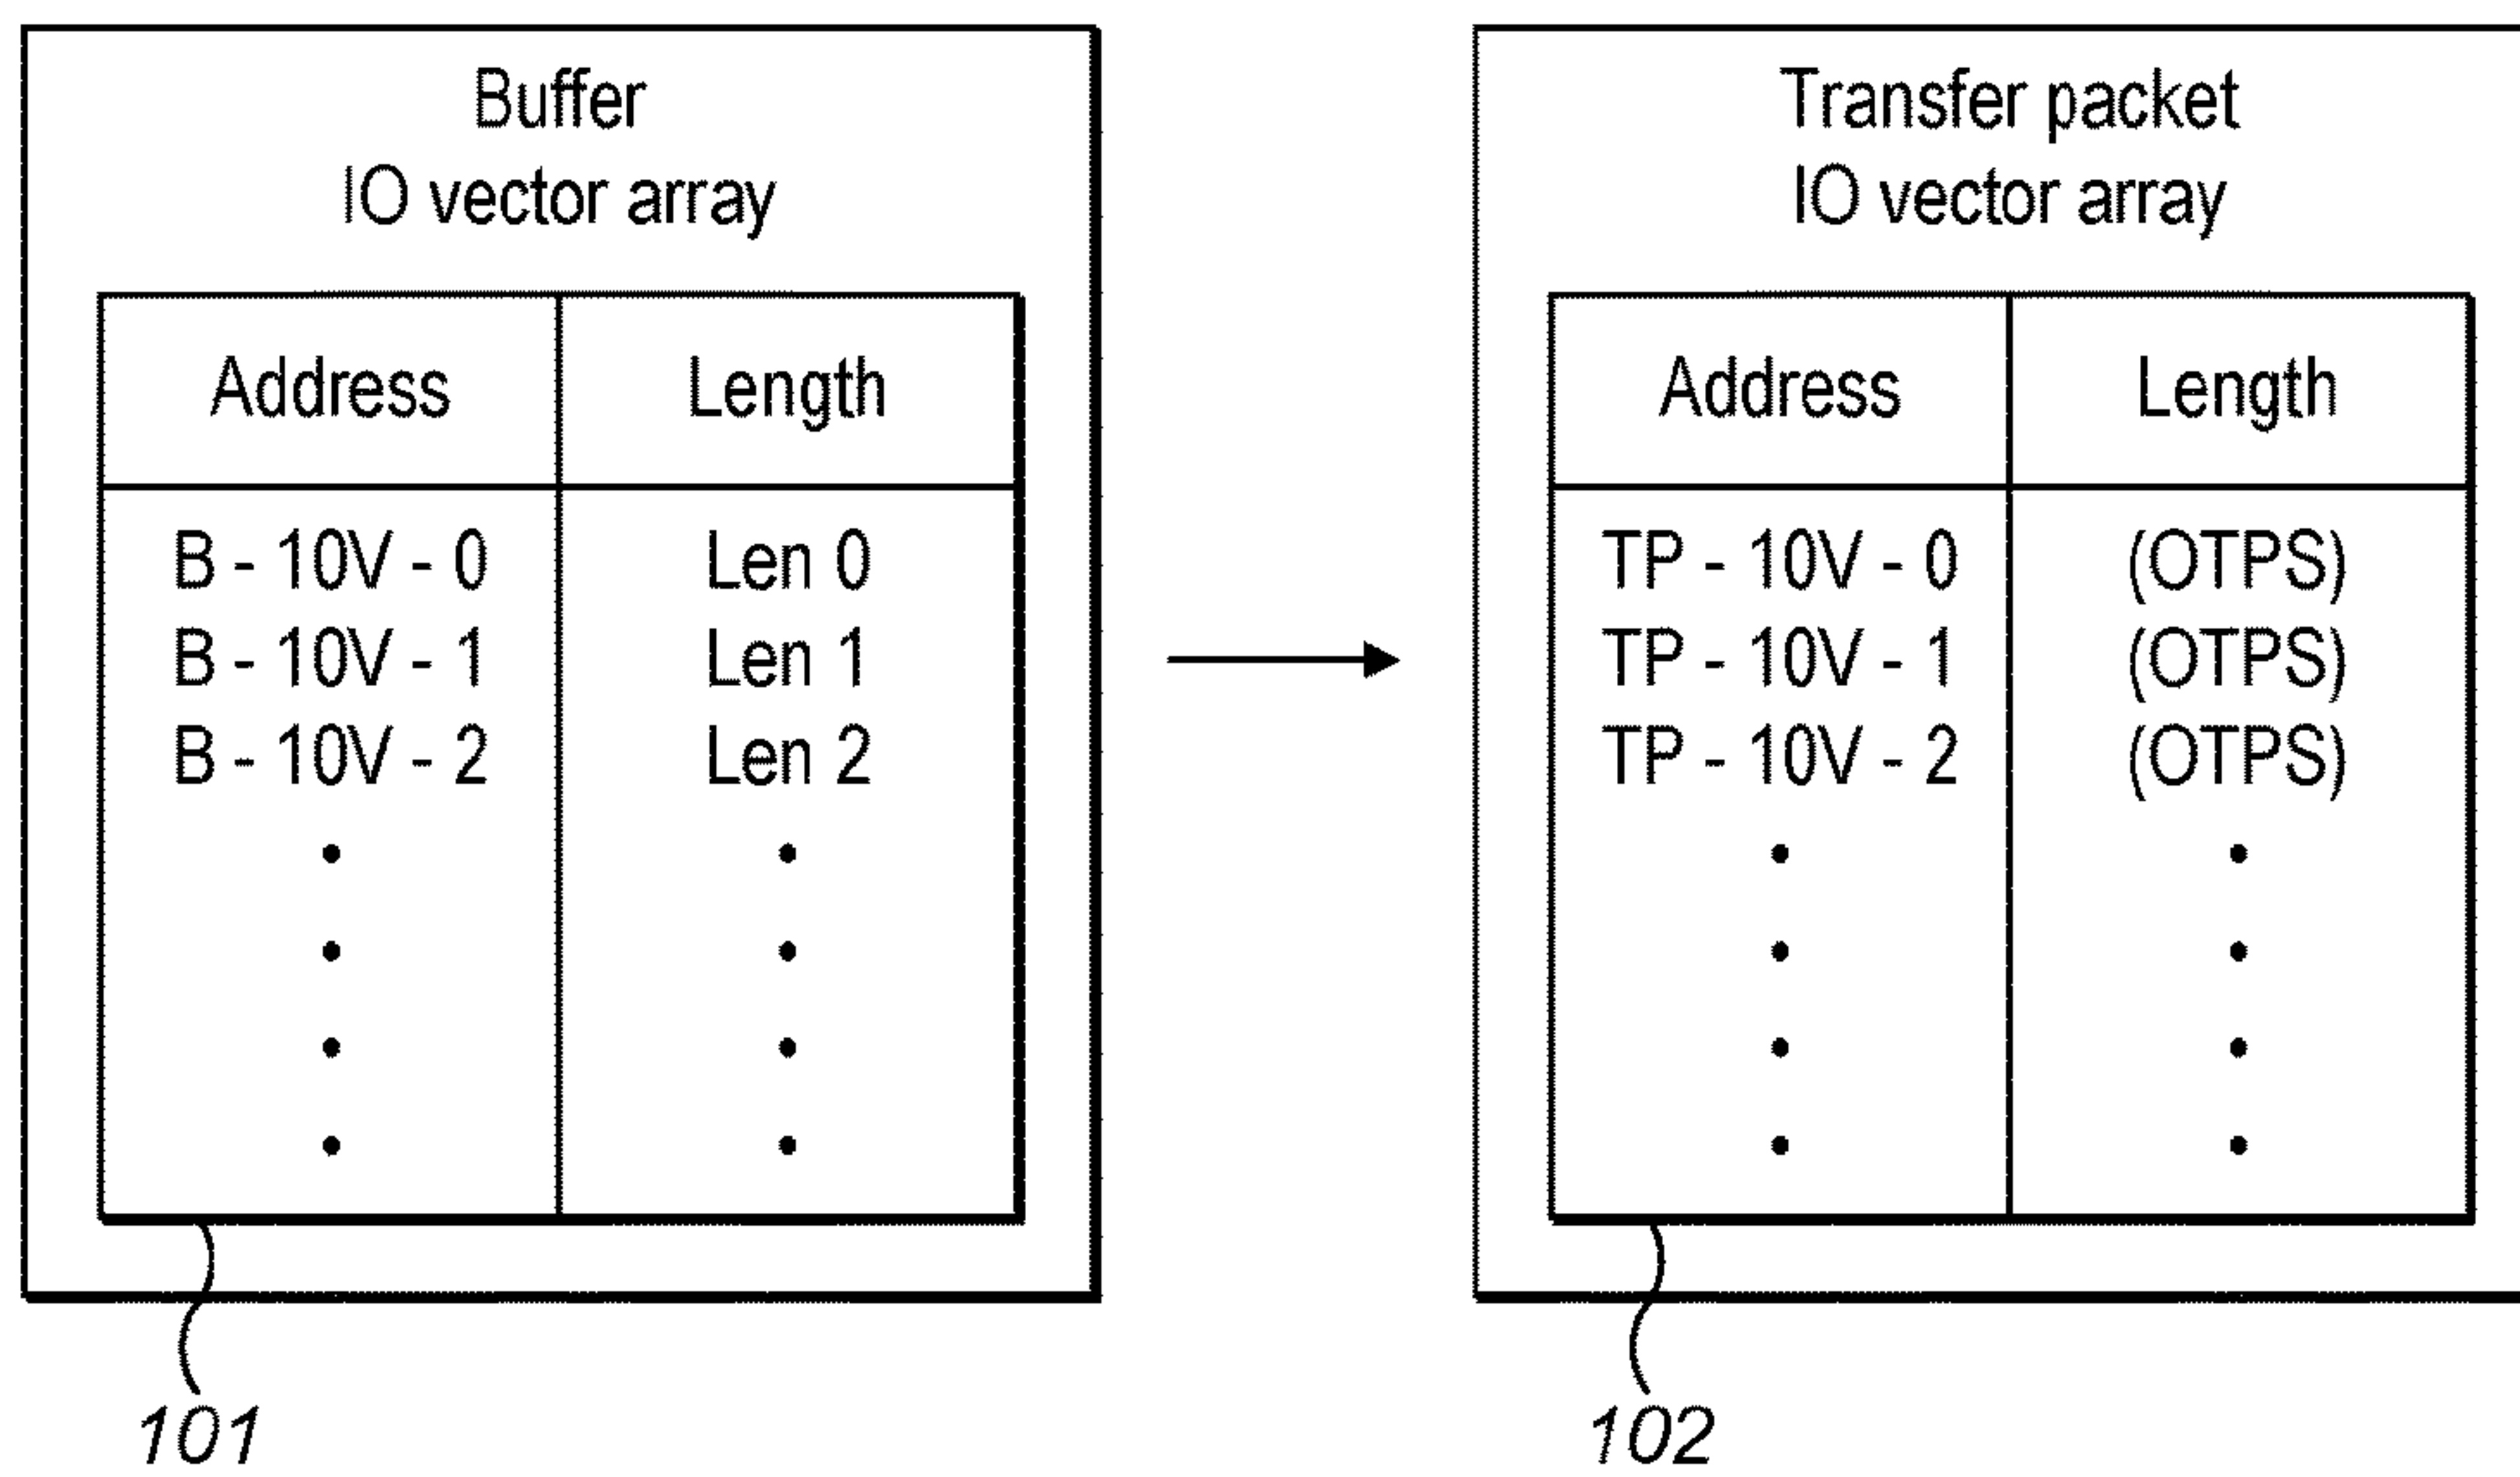 Buffer
IO vector array
Address Length
B - 10V - 0 Len 0
B - 10V - 1 Len 1
B - 10V - 2 Len 2
101
Transfer packet
IO vector array
Address Length
TP - 10V - 0 (OTPS)
TP - 10V - 1 (OTPS)
TP - 10V - 2 (OTPS)
102